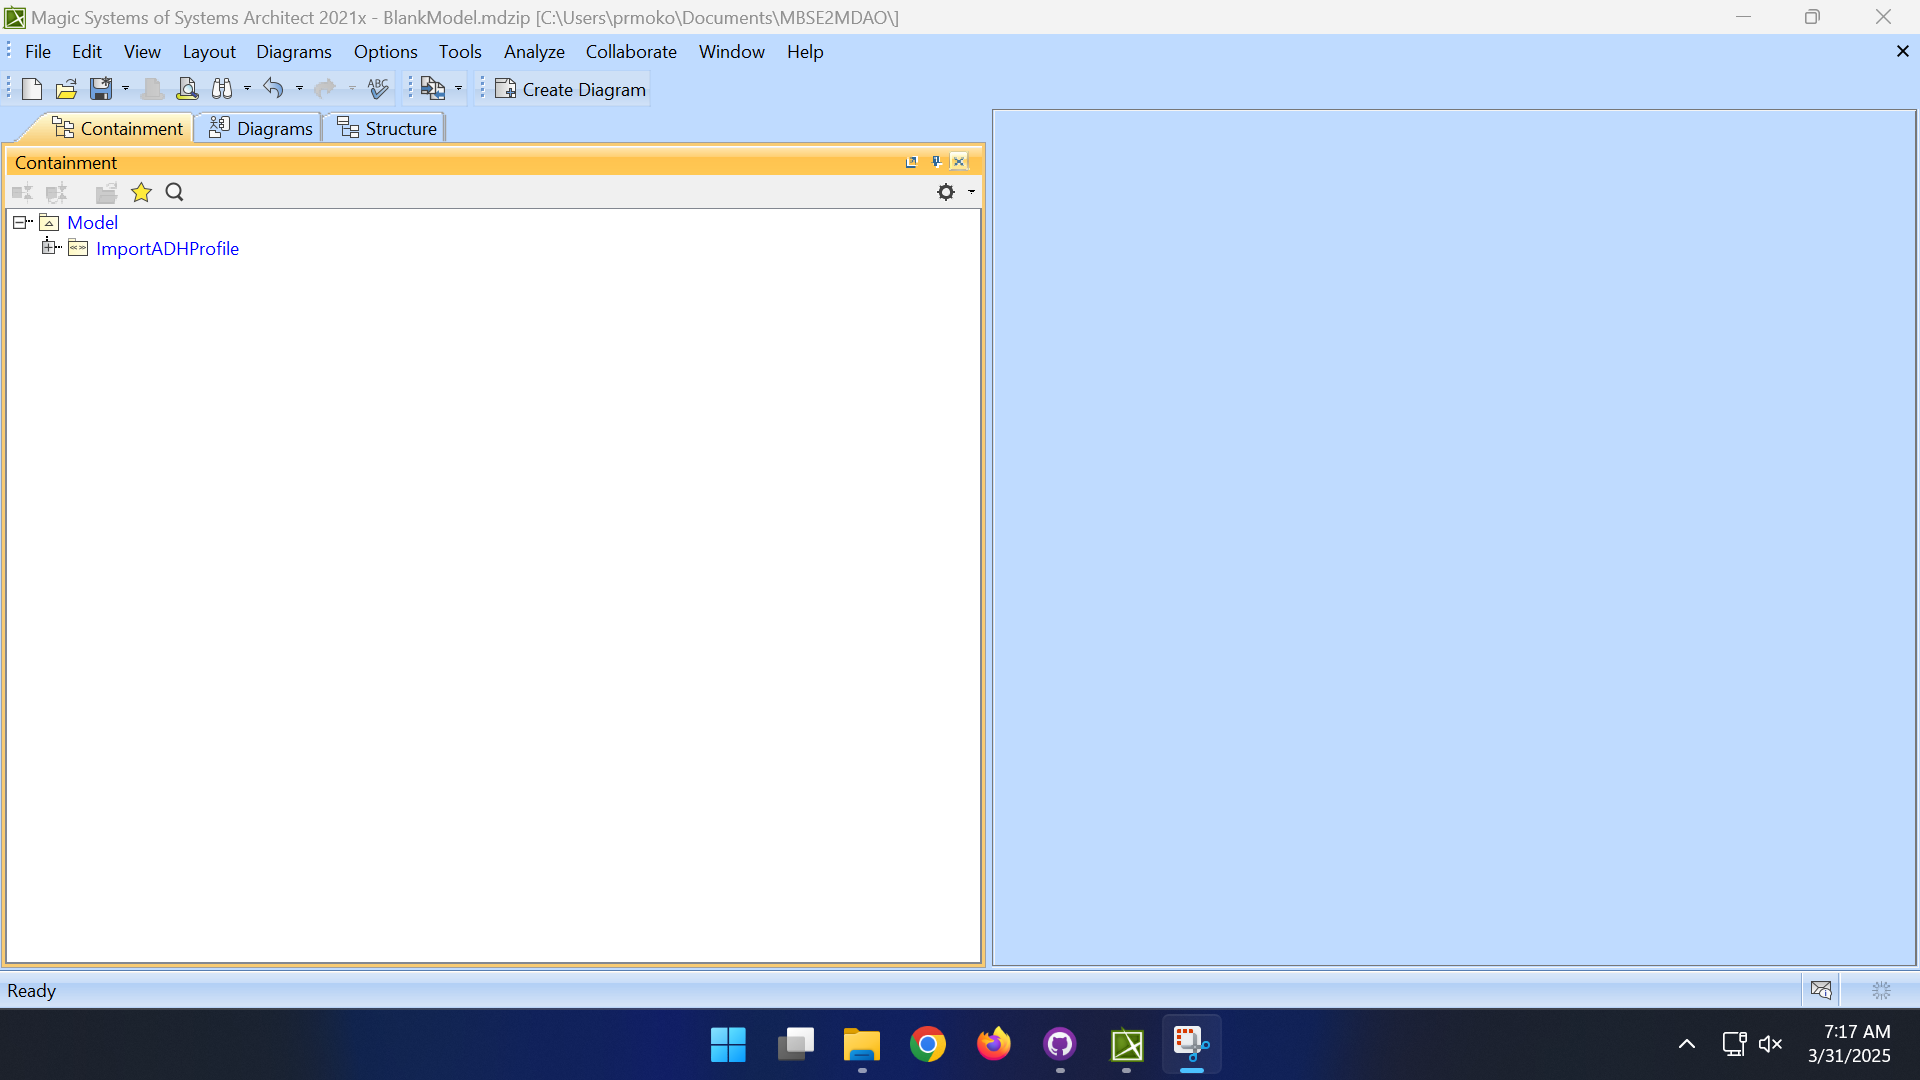 Magic Systems of Systems Architect 2021x - BlankModel.mdzip [C:\Users\prmoko\Documents\MBSE2MDAO\]
File Edit View Layout Diagrams Options Tools Analyze Collaborate Window Help
ABC Create Diagram
Containment Diagrams Structure
Containment
Model
ImportADHProfile
Ready
7:17 AM
3/31/2025